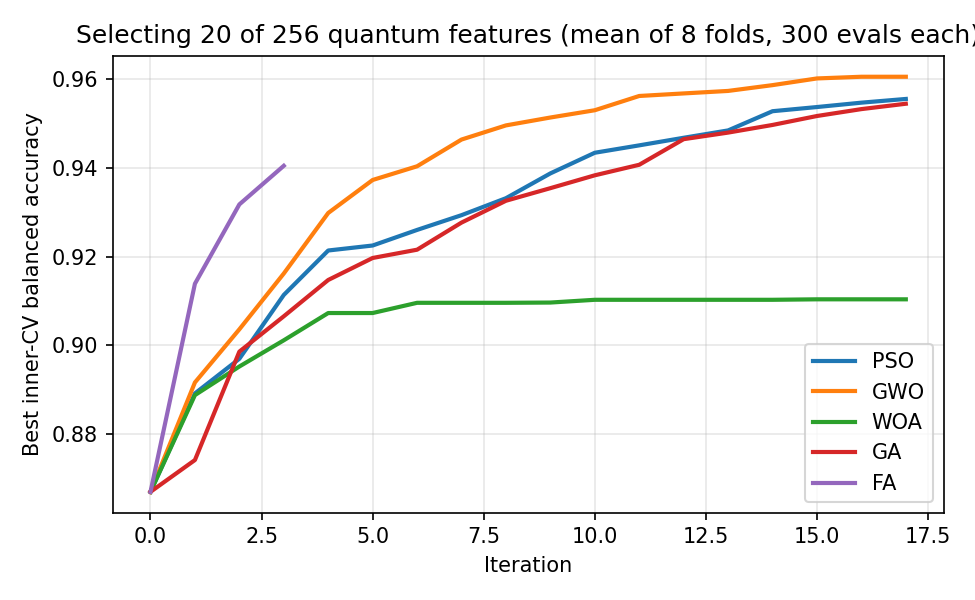 Selecting 20 of 256 quantum features (mean of 8 folds, 300 evals each)
Best inner-CV balanced accuracy
0.96
0.94
0.92
0.90
0.88
PSO
GWO
WOA
GA
FA
0.0 2.5 5.0 7.5 10.0 12.5 15.0 17.5
Iteration